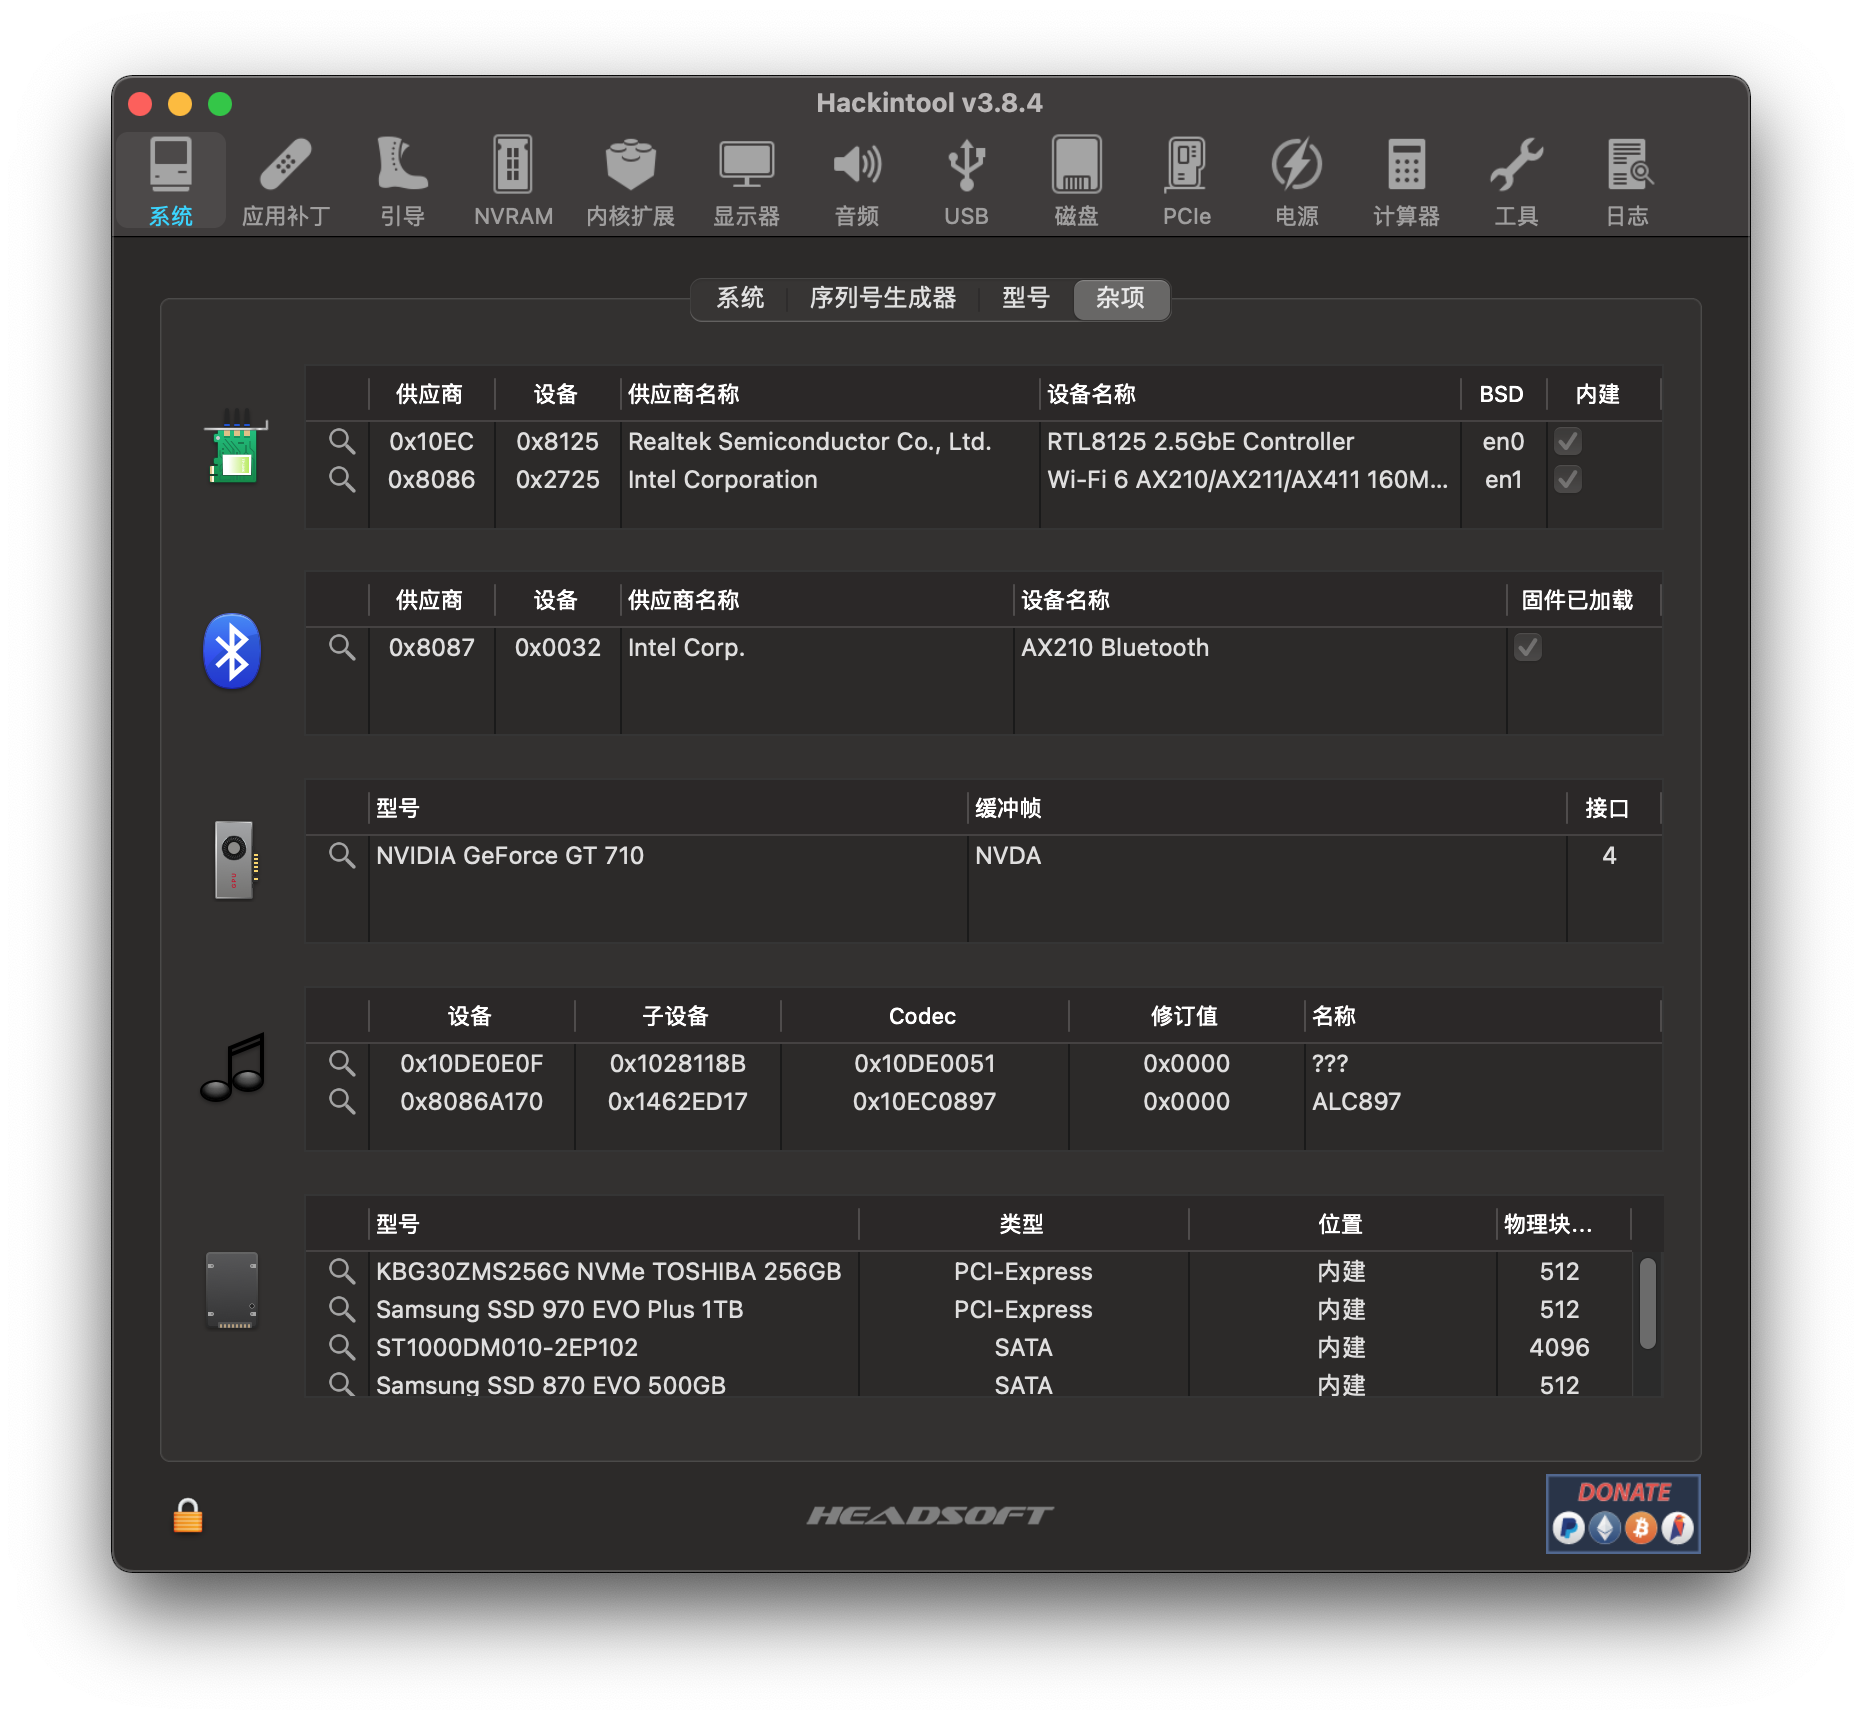 Hackintool v3.8.4
系统 应用补丁 引导 NVRAM 内核扩展 显示器 音频 USB 磁盘 PCIe 电源 计算器 工具 日志
系统 序列号生成器 型号 杂项
供应商 设备 供应商名称 设备名称 BSD 内建
0x10EC 0x8125 Realtek Semiconductor Co., Ltd. RTL8125 2.5GbE Controller en0
0x8086 0x2725 Intel Corporation Wi-Fi 6 AX210/AX211/AX411 160M... en1
供应商 设备 供应商名称 设备名称 固件已加载
0x8087 0x0032 Intel Corp. AX210 Bluetooth
型号 缓冲帧 接口
NVIDIA GeForce GT 710 NVDA 4
GPU
设备 子设备 Codec 修订值 名称
0x10DE0E0F 0x1028118B 0x10DE0051 0x0000 ???
0x8086A170 0x1462ED17 0x10EC0897 0x0000 ALC897
型号 类型 位置 物理块...
KBG30ZMS256G NVMe TOSHIBA 256GB PCI-Express 内建 512
Samsung SSD 970 EVO Plus 1TB PCI-Express 内建 512
ST1000DM010-2EP102 SATA 内建 4096
Samsung SSD 870 EVO 500GB SATA 内建 512
HEADSOFT
DONATE